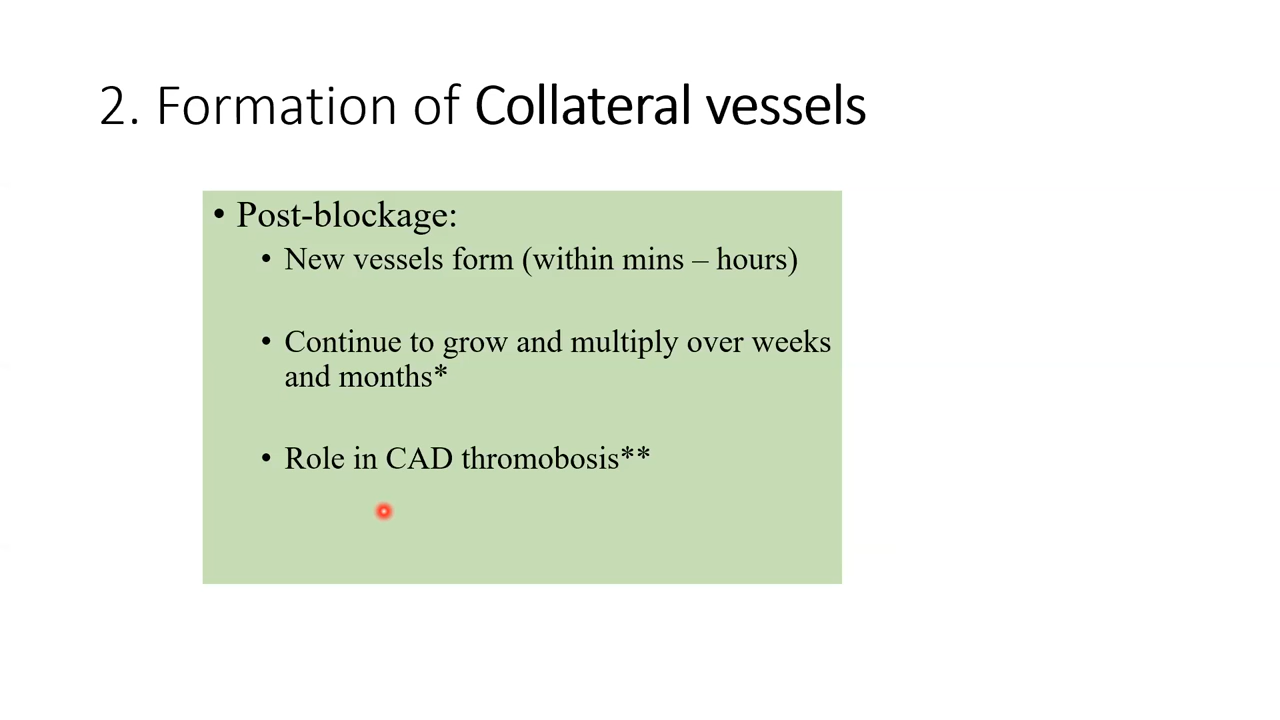 2. Formation of Collateral vessels
• Post-blockage:
• New vessels form (within mins – hours)
• Continue to grow and multiply over weeks
and months*
• Role in CAD thromobosis**